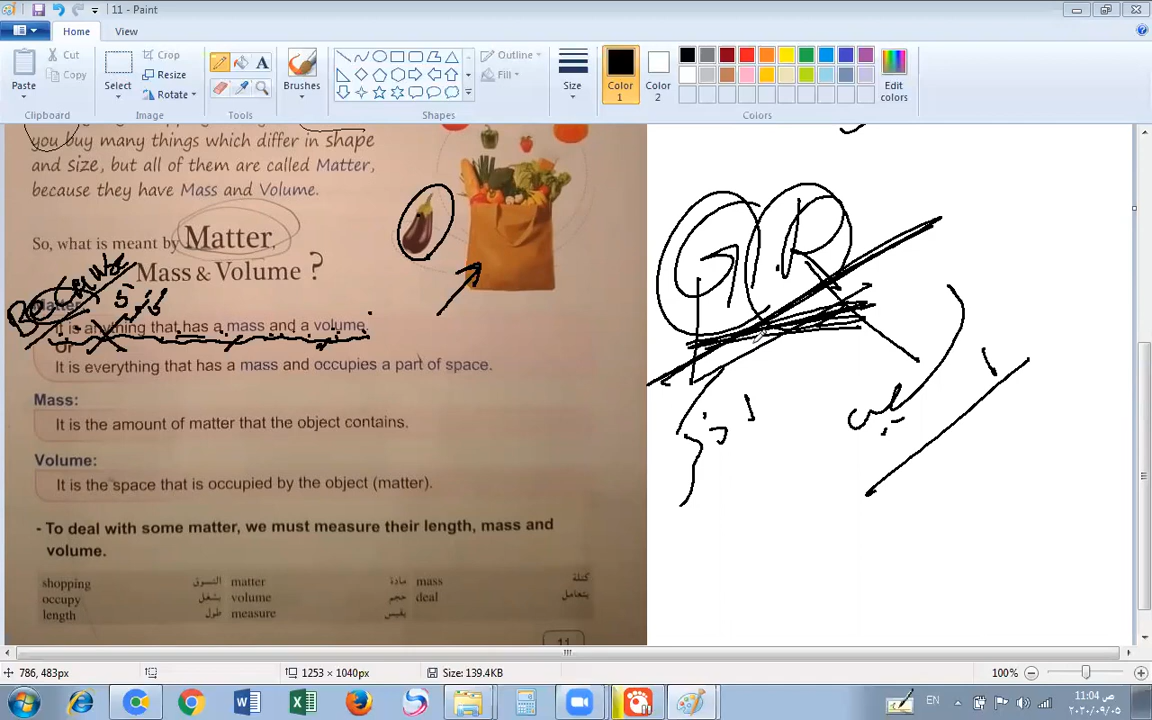 11 - Paint
Home
View
Paste
Cut
Copy
Clipboard
Select
Crop
Resize
Rotate
Image
Tools
Brushes
Shapes
Outline
Fill
Size
Color 1
Color 2
Colors
Edit colors
you buy many things which differ in shape
and size, but all of them are called Matter,
because they have Mass and Volume.
So, what is meant by Matter,
Mass & Volume ?
Because
Matter
It is anything that has a mass and a volume.
Or
It is everything that has a mass and occupies a part of space.
Mass:
It is the amount of matter that the object contains.
Volume:
It is the space that is occupied by the object (matter).
- To deal with some matter, we must measure their length, mass and
volume.
shopping التسوق matter مادة mass كتلة
occupy يشغل volume حجم deal يتعامل
length طول measure يقيس
11
G.R
786, 483px
1253 × 1040px
Size: 139.4KB
100%
EN
11:04 ص
٢٠٢٠/٠٩/٠٥